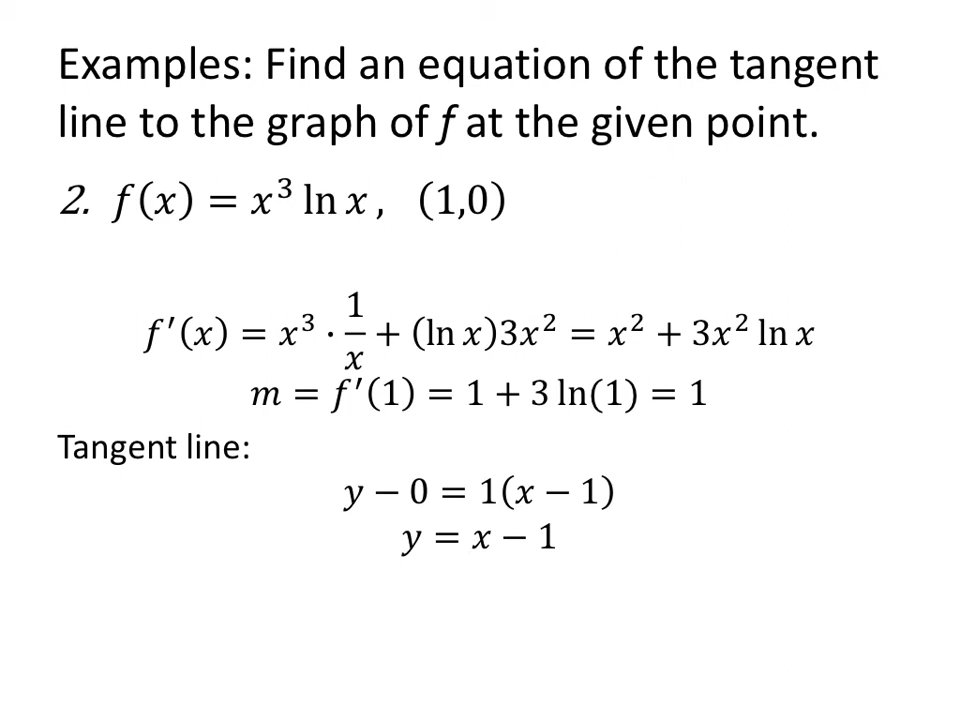 Examples: Find an equation of the tangent
line to the graph of f at the given point.
2. f(x) = x³ ln x , (1,0)
f′(x) = x³ · 1/x + (ln x)3x² = x² + 3x² ln x
m = f′(1) = 1 + 3 ln(1) = 1
Tangent line:
y − 0 = 1(x − 1)
y = x − 1